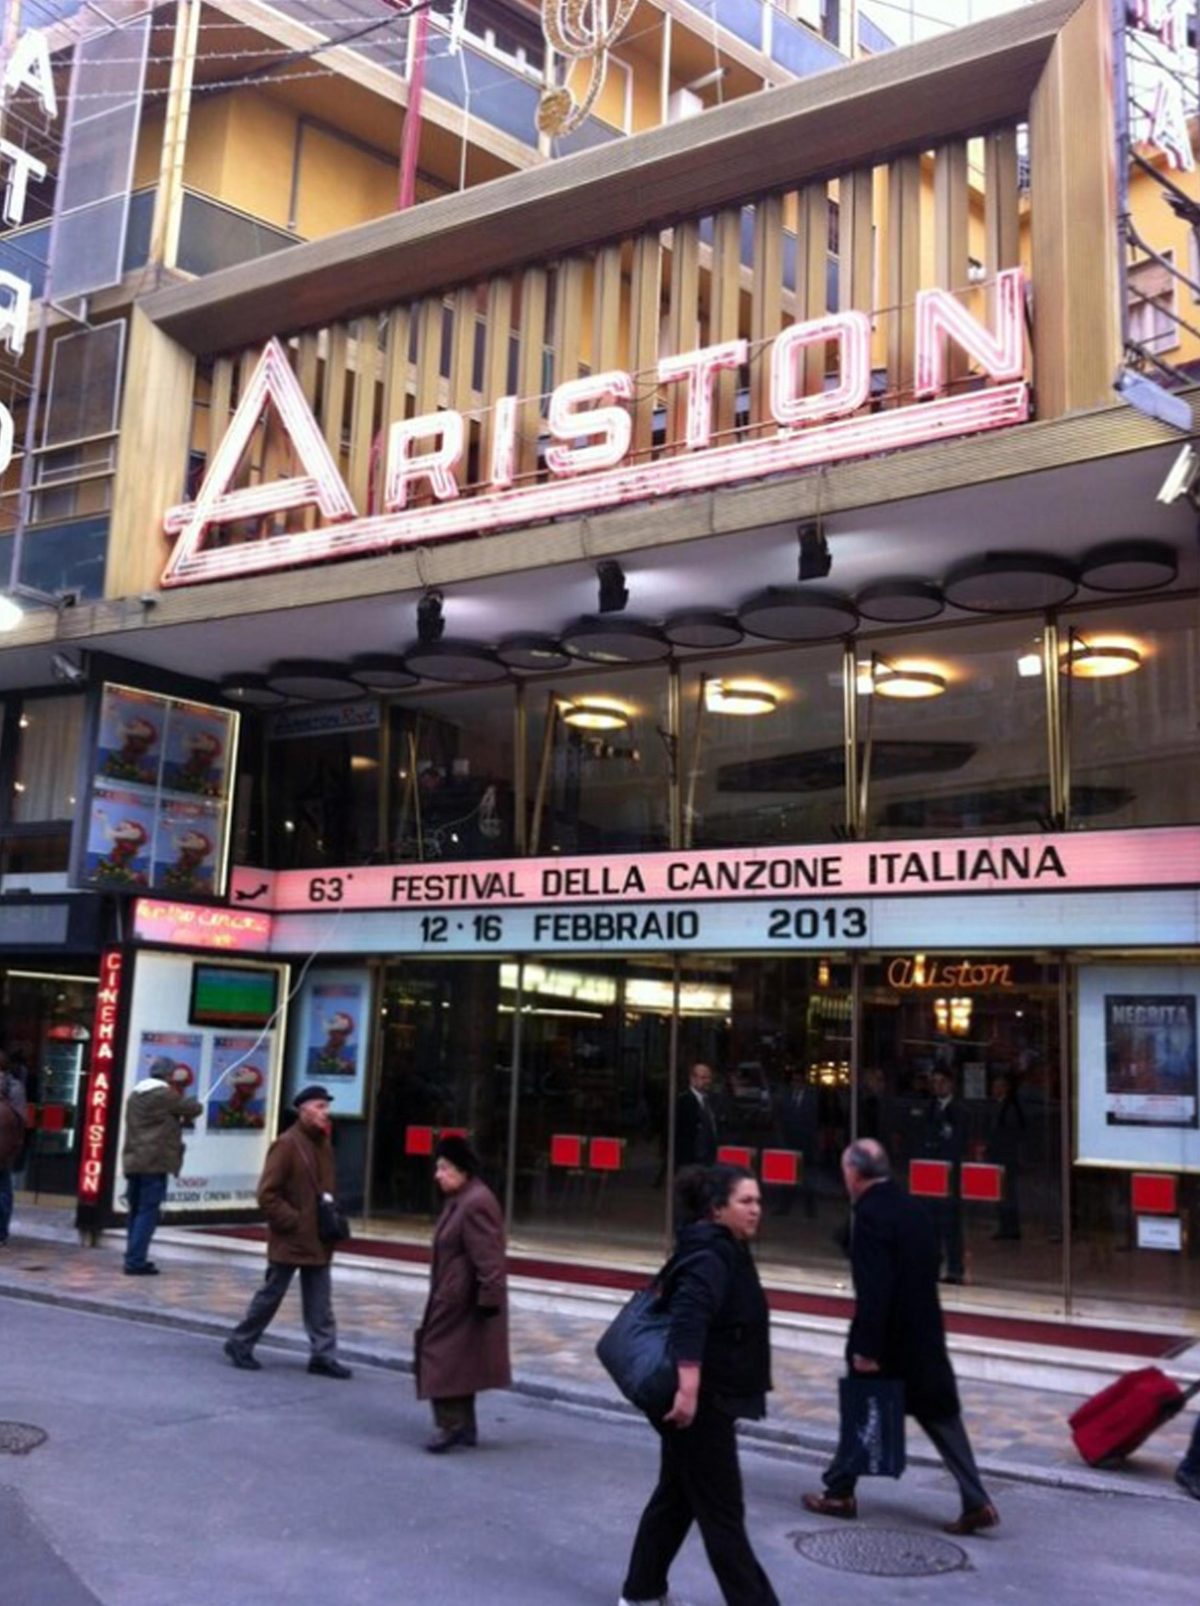 ARISTON
63° FESTIVAL DELLA CANZONE ITALIANA
12·16 FEBBRAIO 2013
Ariston
CINEMA ARISTON
NEGRITA